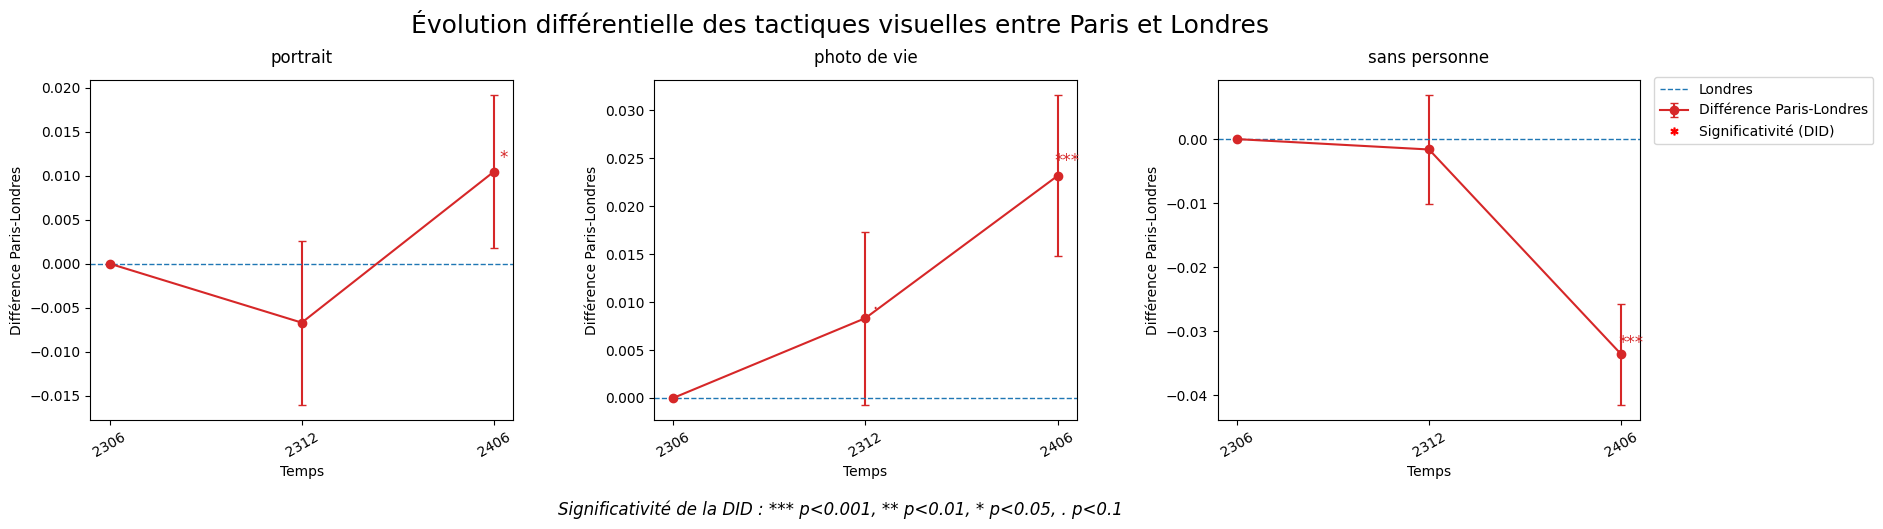 Évolution différentielle des tactiques visuelles entre Paris et Londres
portrait
Différence Paris-Londres
0.020
0.015
0.010
0.005
0.000
−0.005
−0.010
−0.015
*
2306
2312
2406
Temps
photo de vie
Différence Paris-Londres
0.030
0.025
0.020
0.015
0.010
0.005
0.000
.
***
2306
2312
2406
Temps
sans personne
Différence Paris-Londres
0.00
−0.01
−0.02
−0.03
−0.04
***
2306
2312
2406
Temps
Londres
Différence Paris-Londres
Significativité (DID)
Significativité de la DID : *** p<0.001, ** p<0.01, * p<0.05, . p<0.1